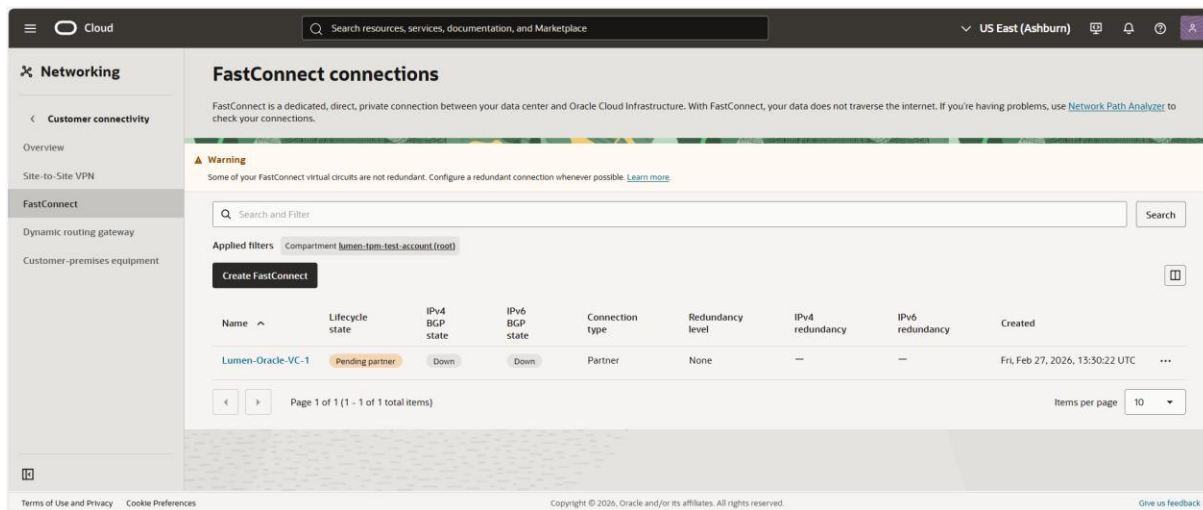 Cloud
Search resources, services, documentation, and Marketplace
US East (Ashburn)
Networking
Customer connectivity
Overview
Site-to-Site VPN
FastConnect
Dynamic routing gateway
Customer-premises equipment
FastConnect connections
FastConnect is a dedicated, direct, private connection between your data center and Oracle Cloud Infrastructure. With FastConnect, your data does not traverse the internet. If you're having problems, use Network Path Analyzer to
check your connections.
Warning
Some of your FastConnect virtual circuits are not redundant. Configure a redundant connection whenever possible. Learn more.
Search and Filter
Search
Applied filters Compartment lumen-tpm-test-account (root)
Create FastConnect
Name Lifecycle state IPv4 BGP state IPv6 BGP state Connection type Redundancy level IPv4 redundancy IPv6 redundancy Created
Lumen-Oracle-VC-1 Pending partner Down Down Partner None — — Fri, Feb 27, 2026, 13:30:22 UTC ...
Page 1 of 1 (1 - 1 of 1 total items)
Items per page 10
Terms of Use and Privacy Cookie Preferences
Copyright © 2026, Oracle and/or its affiliates. All rights reserved.
Give us feedback